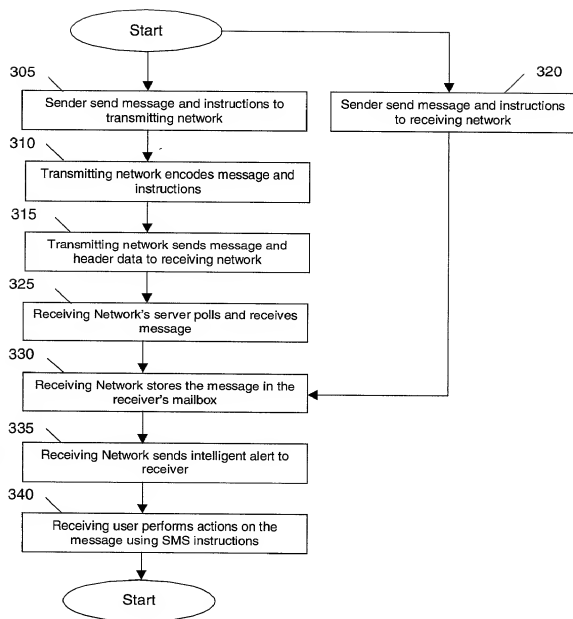 Start
305
320
Sender send message and instructions to
transmitting network
Sender send message and instructions
to receiving network
310
Transmitting network encodes message and
instructions
315
Transmitting network sends message and
header data to receiving network
325
Receiving Network's server polls and receives
message
330
Receiving Network stores the message in the
receiver's mailbox
335
Receiving Network sends intelligent alert to
receiver
340
Receiving user performs actions on the
message using SMS instructions
Start